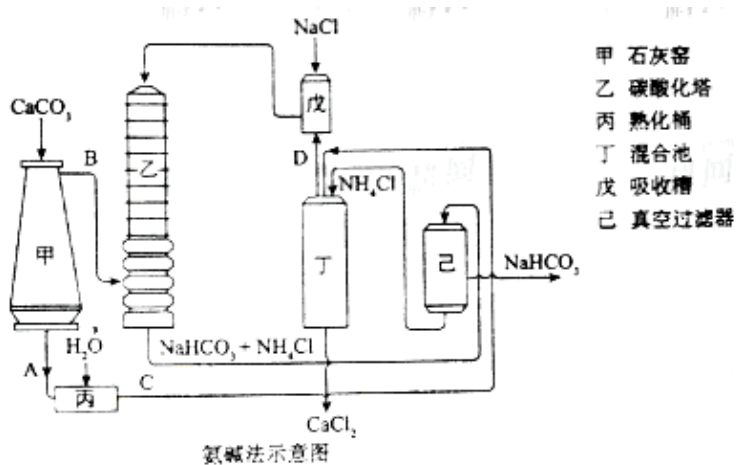 NaCl
甲 石灰窑
乙 碳酸化塔
丙 熟化桶
丁 混合池
戊 吸收槽
己 真空过滤器
CaCO₃
B
乙
戊
D
NH₄Cl
甲
丁
己
NaHCO₃
H₂O
NaHCO₃ + NH₄Cl
A
丙
C
CaCl₂
氨碱法示意图